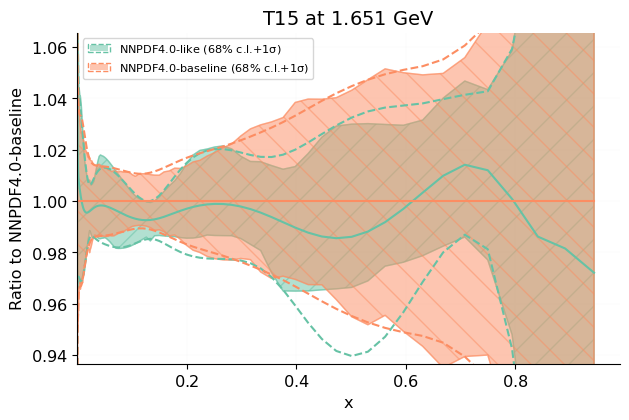 T15 at 1.651 GeV
NNPDF4.0-like (68% c.l.+1σ)
NNPDF4.0-baseline (68% c.l.+1σ)
Ratio to NNPDF4.0-baseline
1.06
1.04
1.02
1.00
0.98
0.96
0.94
0.2 0.4 0.6 0.8
x